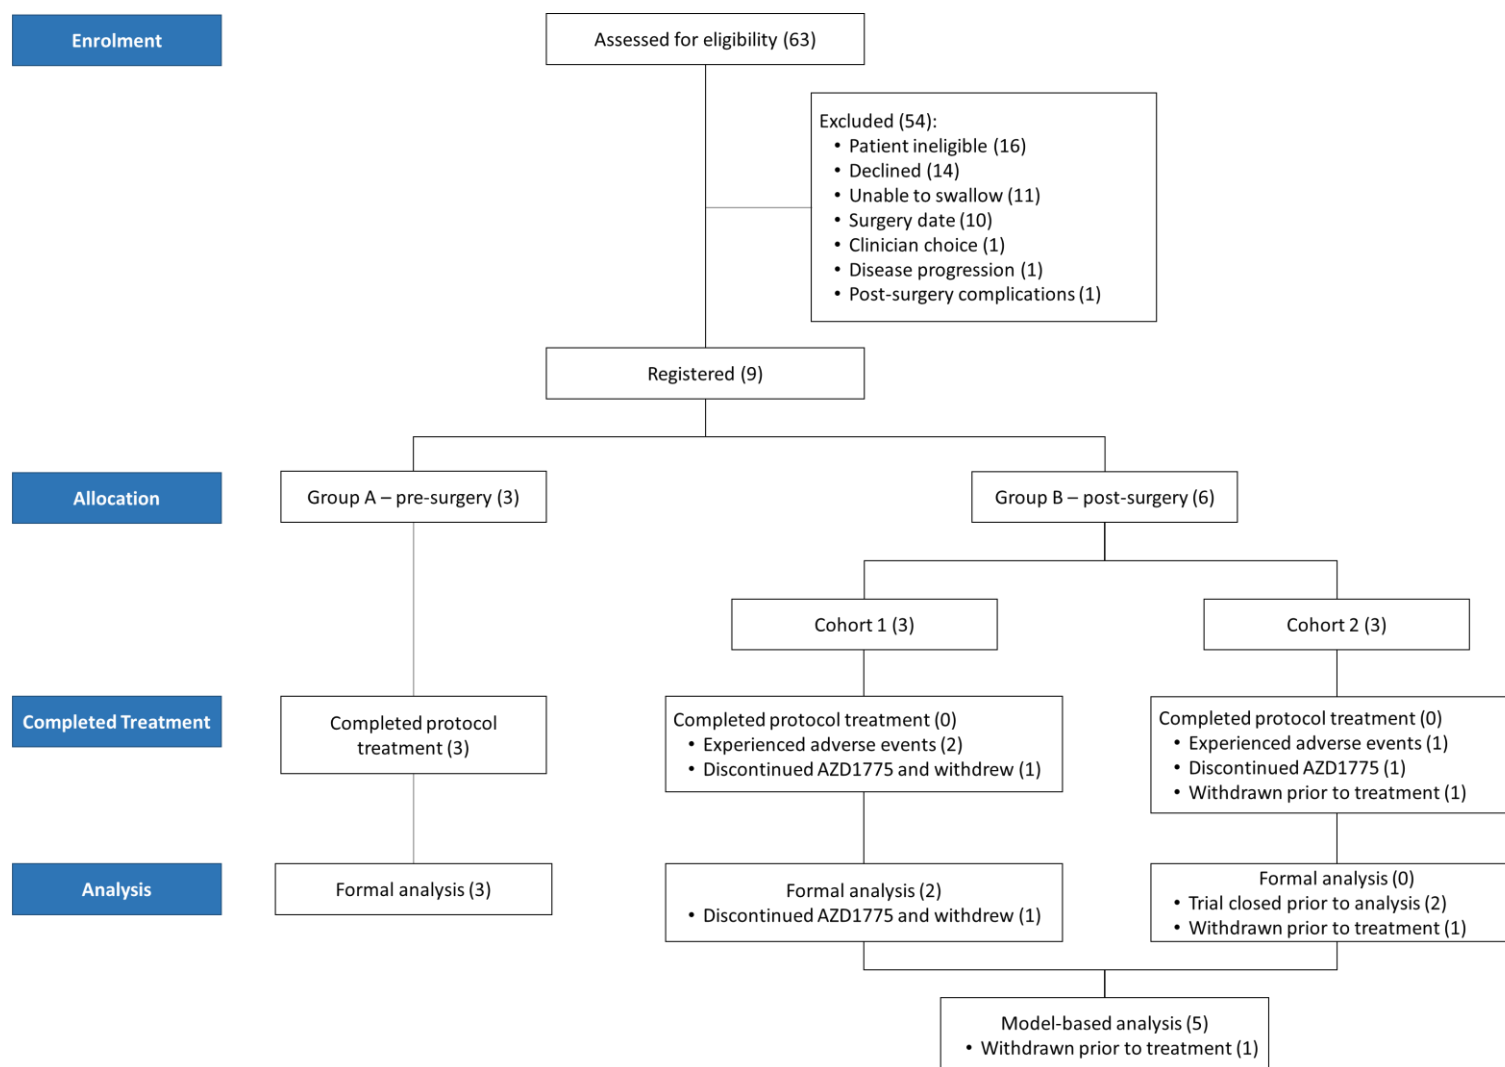 Enrolment
Assessed for eligibility (63)
Excluded (54):
• Patient ineligible (16)
• Declined (14)
• Unable to swallow (11)
• Surgery date (10)
• Clinician choice (1)
• Disease progression (1)
• Post-surgery complications (1)
Registered (9)
Allocation
Group A – pre-surgery (3)
Group B – post-surgery (6)
Cohort 1 (3)
Cohort 2 (3)
Completed Treatment
Completed protocol
treatment (3)
Completed protocol treatment (0)
• Experienced adverse events (2)
• Discontinued AZD1775 and withdrew (1)
Completed protocol treatment (0)
• Experienced adverse events (1)
• Discontinued AZD1775 (1)
• Withdrawn prior to treatment (1)
Analysis
Formal analysis (3)
Formal analysis (2)
• Discontinued AZD1775 and withdrew (1)
Formal analysis (0)
• Trial closed prior to analysis (2)
• Withdrawn prior to treatment (1)
Model-based analysis (5)
• Withdrawn prior to treatment (1)